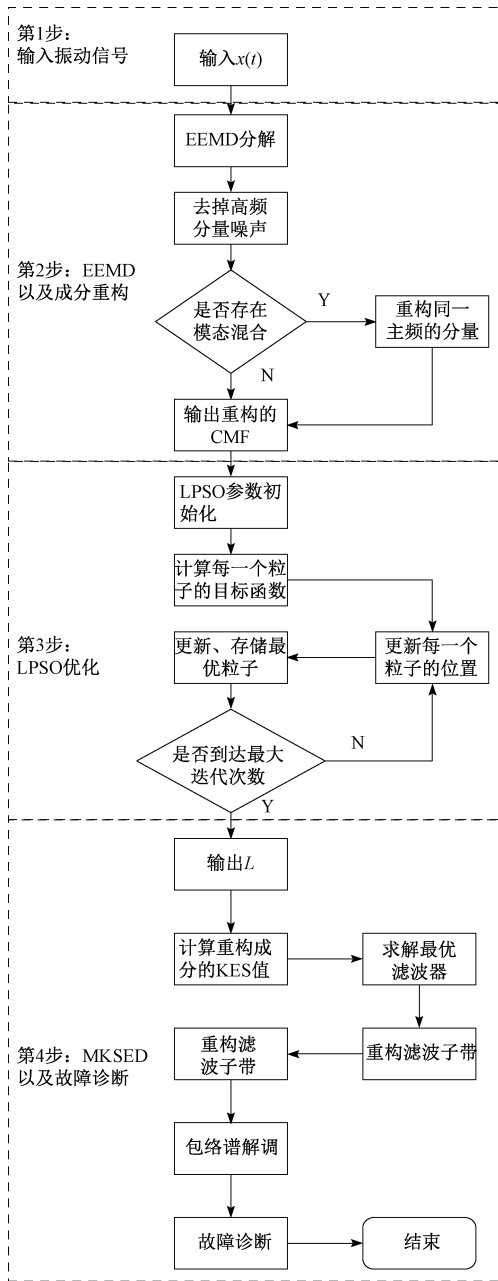 第1步：
输入振动信号
输入x(t)
EEMD分解
去掉高频
分量噪声
第2步：EEMD
以及成分重构
是否存在
模态混合
Y
重构同一
主频的分量
N
输出重构的
CMF
LPSO参数初
始化
计算每一个粒
子的目标函数
第3步：
LPSO优化
更新、存储最
优粒子
更新每一个
粒子的位置
是否到达最大
迭代次数
N
Y
输出L
计算重构成
分的KES值
求解最优
滤波器
第4步：MKSED
以及故障诊断
重构滤
波子带
重构滤波子带
包络谱解调
故障诊断
结束